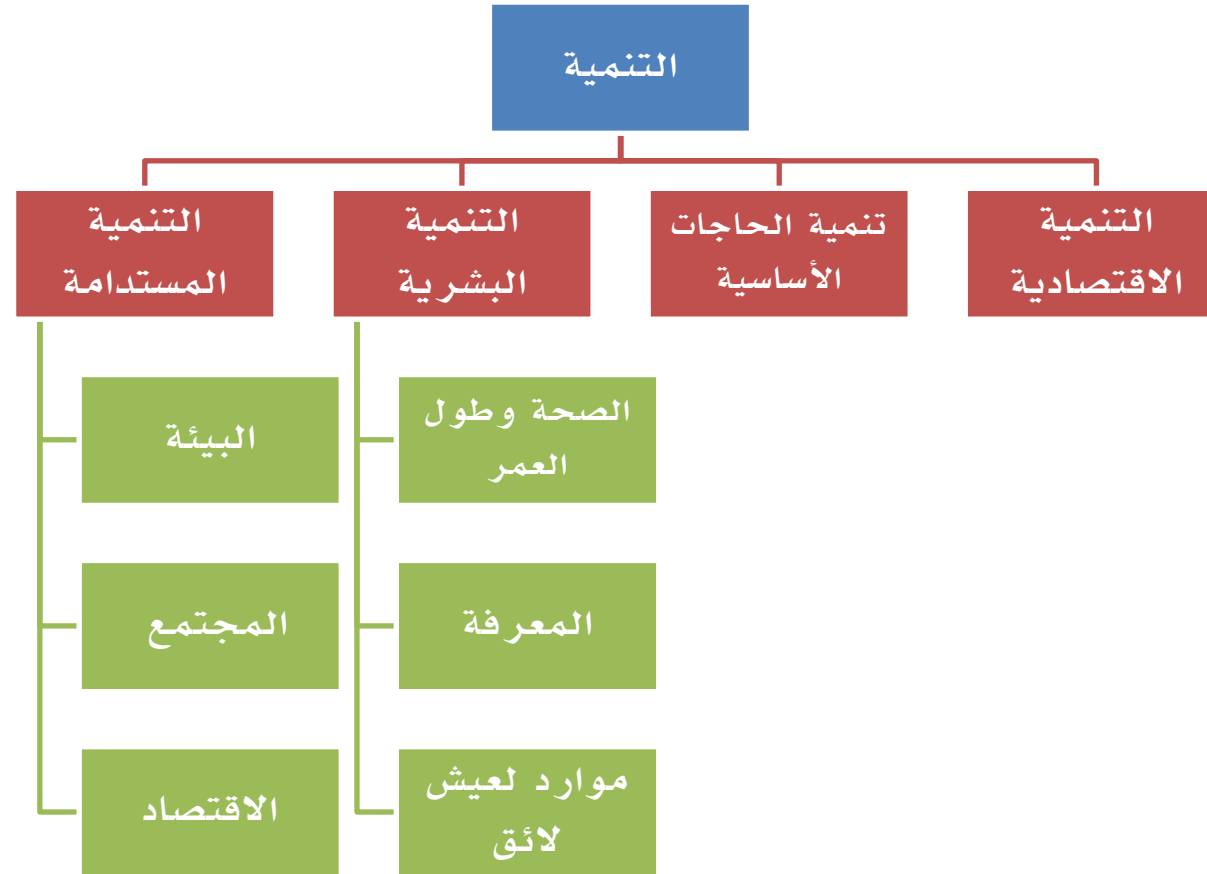 التنمية
التنمية
الاقتصادية
تنمية الحاجات
الأساسية
التنمية
البشرية
التنمية
المستدامة
الصحة وطول
العمر
المعرفة
موارد لعيش
لائق
البيئة
المجتمع
الاقتصاد